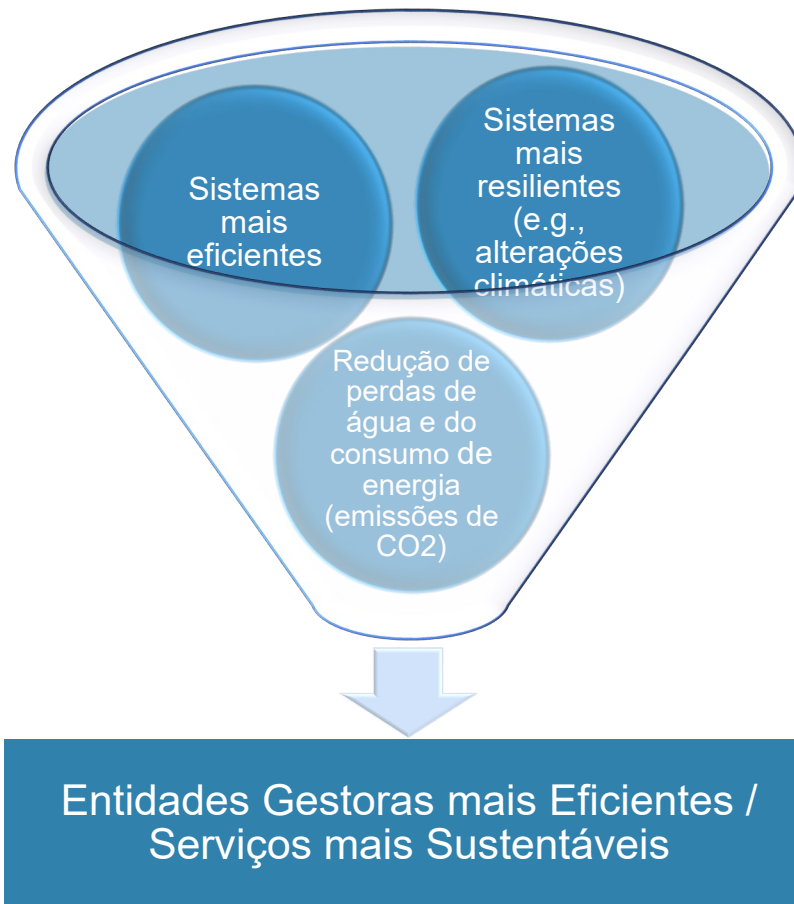 Sistemas
mais
eficientes
Sistemas
mais
resilientes
(e.g.,
alterações
climáticas)
Redução de
perdas de
água e do
consumo de
energia
(emissões de
CO2)
Entidades Gestoras mais Eficientes /
Serviços mais Sustentáveis